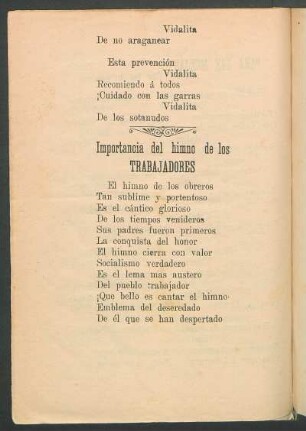 Vidalita
De no araganear
Esta prevención
Vidalita
Recomiendo á todos
¡Cuidado con las garras
Vidalita
De los sotanudos
Importancia del himno de los
TRABAJADORES
El himno de los obreros
Tan sublime y portentoso
Es el cántico glorioso
De los tiempos venideros
Sus padres fueron primeros
La conquista del honor
El himno cierra con valor
Socialismo verdadero
Es el lema mas austero
Del pueblo trabajador
¡Que bello es cantar el himno
Emblema del deseredado
De él que se han despertado